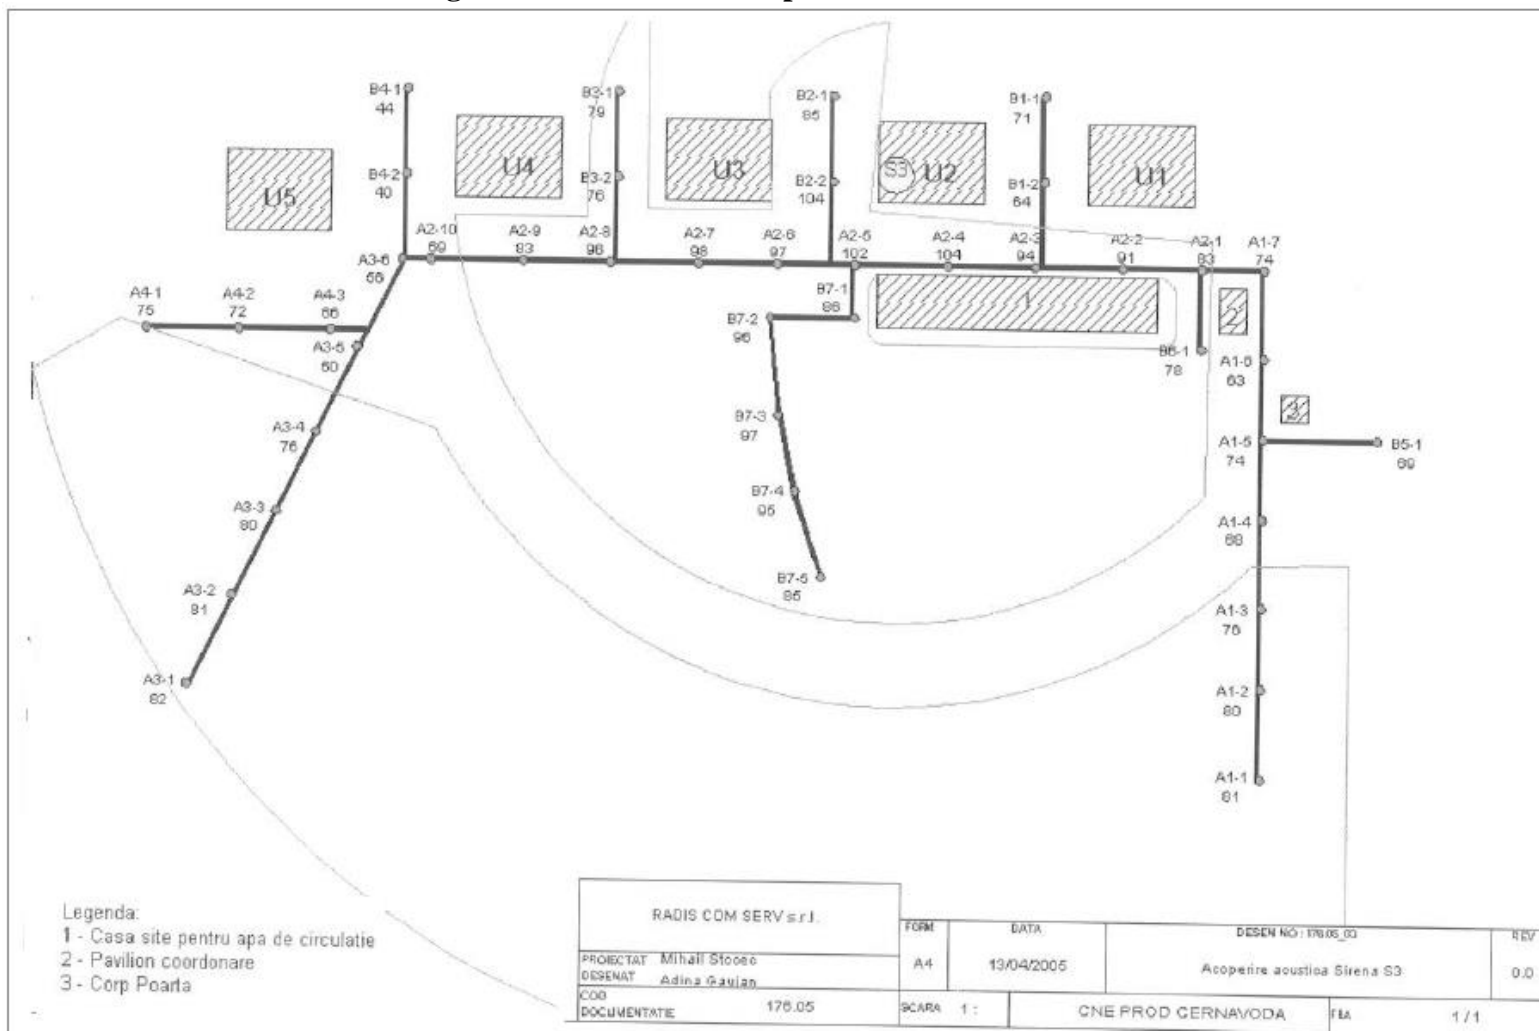 B4-1
44
B3-1
79
B2-1
85
B1-1
71
U5
U4
U3
S3
U2
U1
B4-2
40
B3-2
76
B2-2
104
B1-2
64
A3-6
56
A2-10
69
A2-9
83
A2-8
96
A2-7
98
A2-6
97
A2-5
102
A2-4
104
A2-3
94
A2-2
91
A2-1
83
A1-7
74
A4-1
75
A4-2
72
A4-3
66
A3-5
60
B7-1
86
B7-2
96
1
2
B6-1
78
A1-6
63
3
A3-4
76
B7-3
97
A1-5
74
B5-1
69
A3-3
80
B7-4
95
A1-4
68
A3-2
81
B7-5
85
A1-3
76
A3-1
82
A1-2
80
A1-1
81
Legenda:
1 - Casa site pentru apa de circulatie
2 - Pavilion coordonare
3 - Corp Poarta
RADIS COM SERV s.r.l.
PROIECTAT Mihail
DESENAT Adina
COD
DOCUMENTATIE 176.05
FORM
A4
DATA
13/04/2005
DESEN NO :
Acoperire acustica Sirena S3
REV
0.0
SCARA 1 :
CNE PROD CERNAVODA
1 / 1